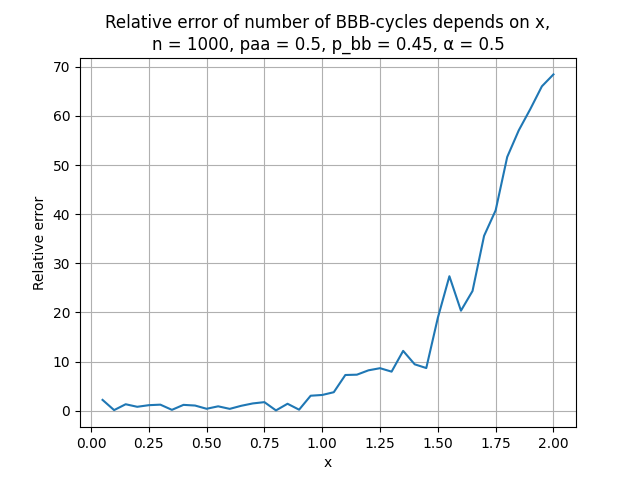 Relative error of number of BBB-cycles depends on x,
n = 1000, paa = 0.5, p_bb = 0.45, α = 0.5
70
60
50
40
30
20
10
0
Relative error
0.00 0.25 0.50 0.75 1.00 1.25 1.50 1.75 2.00
x